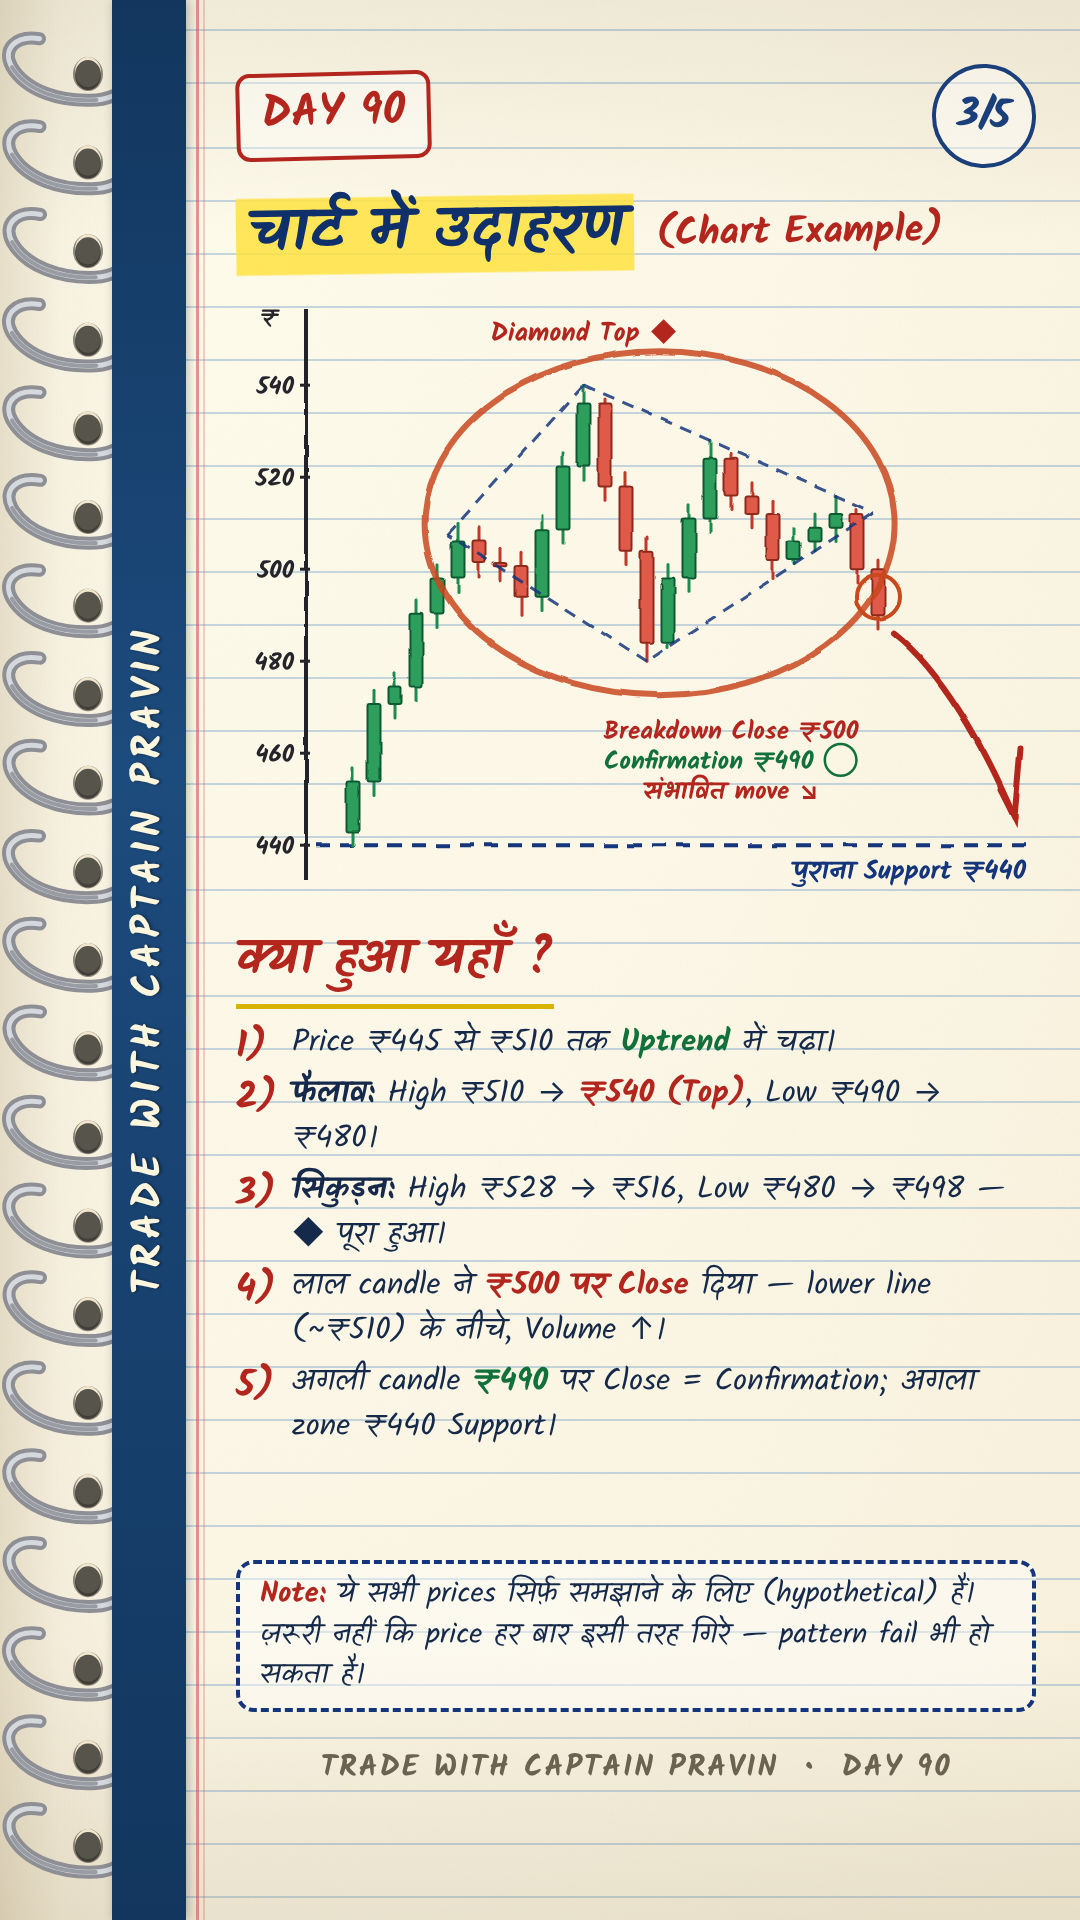 DAY 90
3/5
चार्ट में उदाहरण (Chart Example)
₹
Diamond Top ◆
540
520
500
480
460
440
Breakdown Close ₹500
Confirmation ₹490
संभावित move ↘
पुराना Support ₹440
क्या हुआ यहाँ ?
1) Price ₹445 से ₹510 तक Uptrend में चढ़ा।
2) फैलाव: High ₹510 → ₹540 (Top), Low ₹490 →
₹480।
3) सिकुड़न: High ₹528 → ₹516, Low ₹480 → ₹498 —
◆ पूरा हुआ।
4) लाल candle ने ₹500 पर Close दिया — lower line
(~₹510) के नीचे, Volume ↑।
5) अगली candle ₹490 पर Close = Confirmation; अगला
zone ₹440 Support।
Note: ये सभी prices सिर्फ़ समझाने के लिए (hypothetical) हैं।
ज़रूरी नहीं कि price हर बार इसी तरह गिरे — pattern fail भी हो
सकता है।
TRADE WITH CAPTAIN PRAVIN · DAY 90
TRADE WITH CAPTAIN PRAVIN